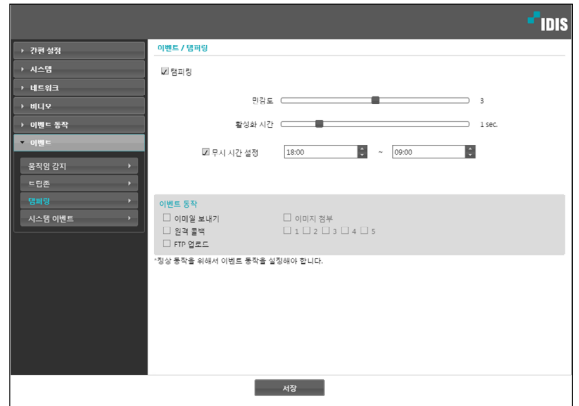 IDIS
간편 설정
시스템
네트워크
비디오
이벤트 동작
이벤트
움직임 감지
트립존
탬퍼링
시스템 이벤트
이벤트 / 탬퍼링
탬퍼링
민감도 3
활성화 시간 1 sec.
무시 시간 설정 18:00 ~ 09:00
이벤트 동작
이메일 보내기 이미지 첨부
원격 콜백 1 2 3 4 5
FTP 업로드
*정상 동작을 위해서 이벤트 동작을 설정해야 합니다.
저장